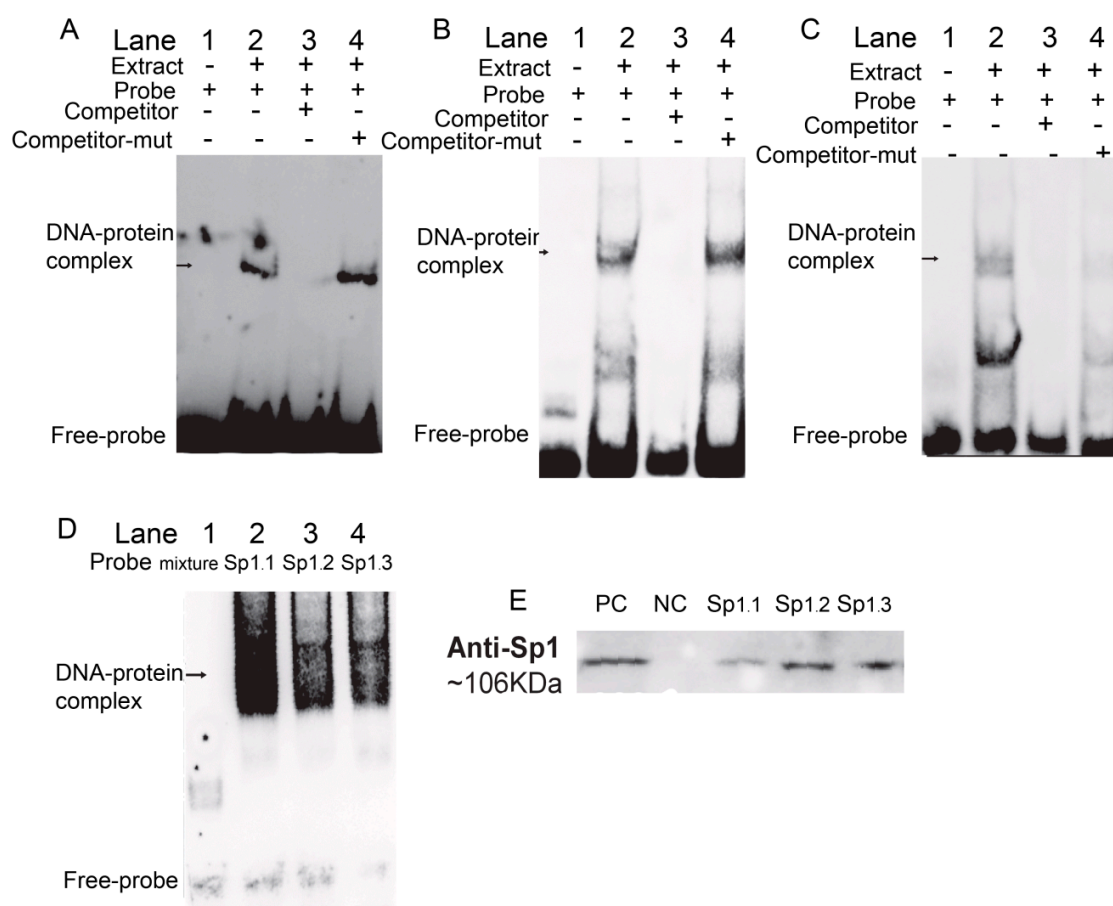 A Lane 1 2 3 4
Extract - + + +
Probe + + + +
Competitor - - + -
Competitor-mut - - - +
DNA-protein
complex
Free-probe
B Lane 1 2 3 4
Extract - + + +
Probe + + + +
Competitor - - + -
Competitor-mut - - - +
DNA-protein
complex
Free-probe
C Lane 1 2 3 4
Extract - + + +
Probe + + + +
Competitor - - + -
Competitor-mut - - - +
DNA-protein
complex
Free-probe
D Lane 1 2 3 4
Probe mixture Sp1.1 Sp1.2 Sp1.3
DNA-protein
complex
Free-probe
E PC NC Sp1.1 Sp1.2 Sp1.3
Anti-Sp1
~106KDa